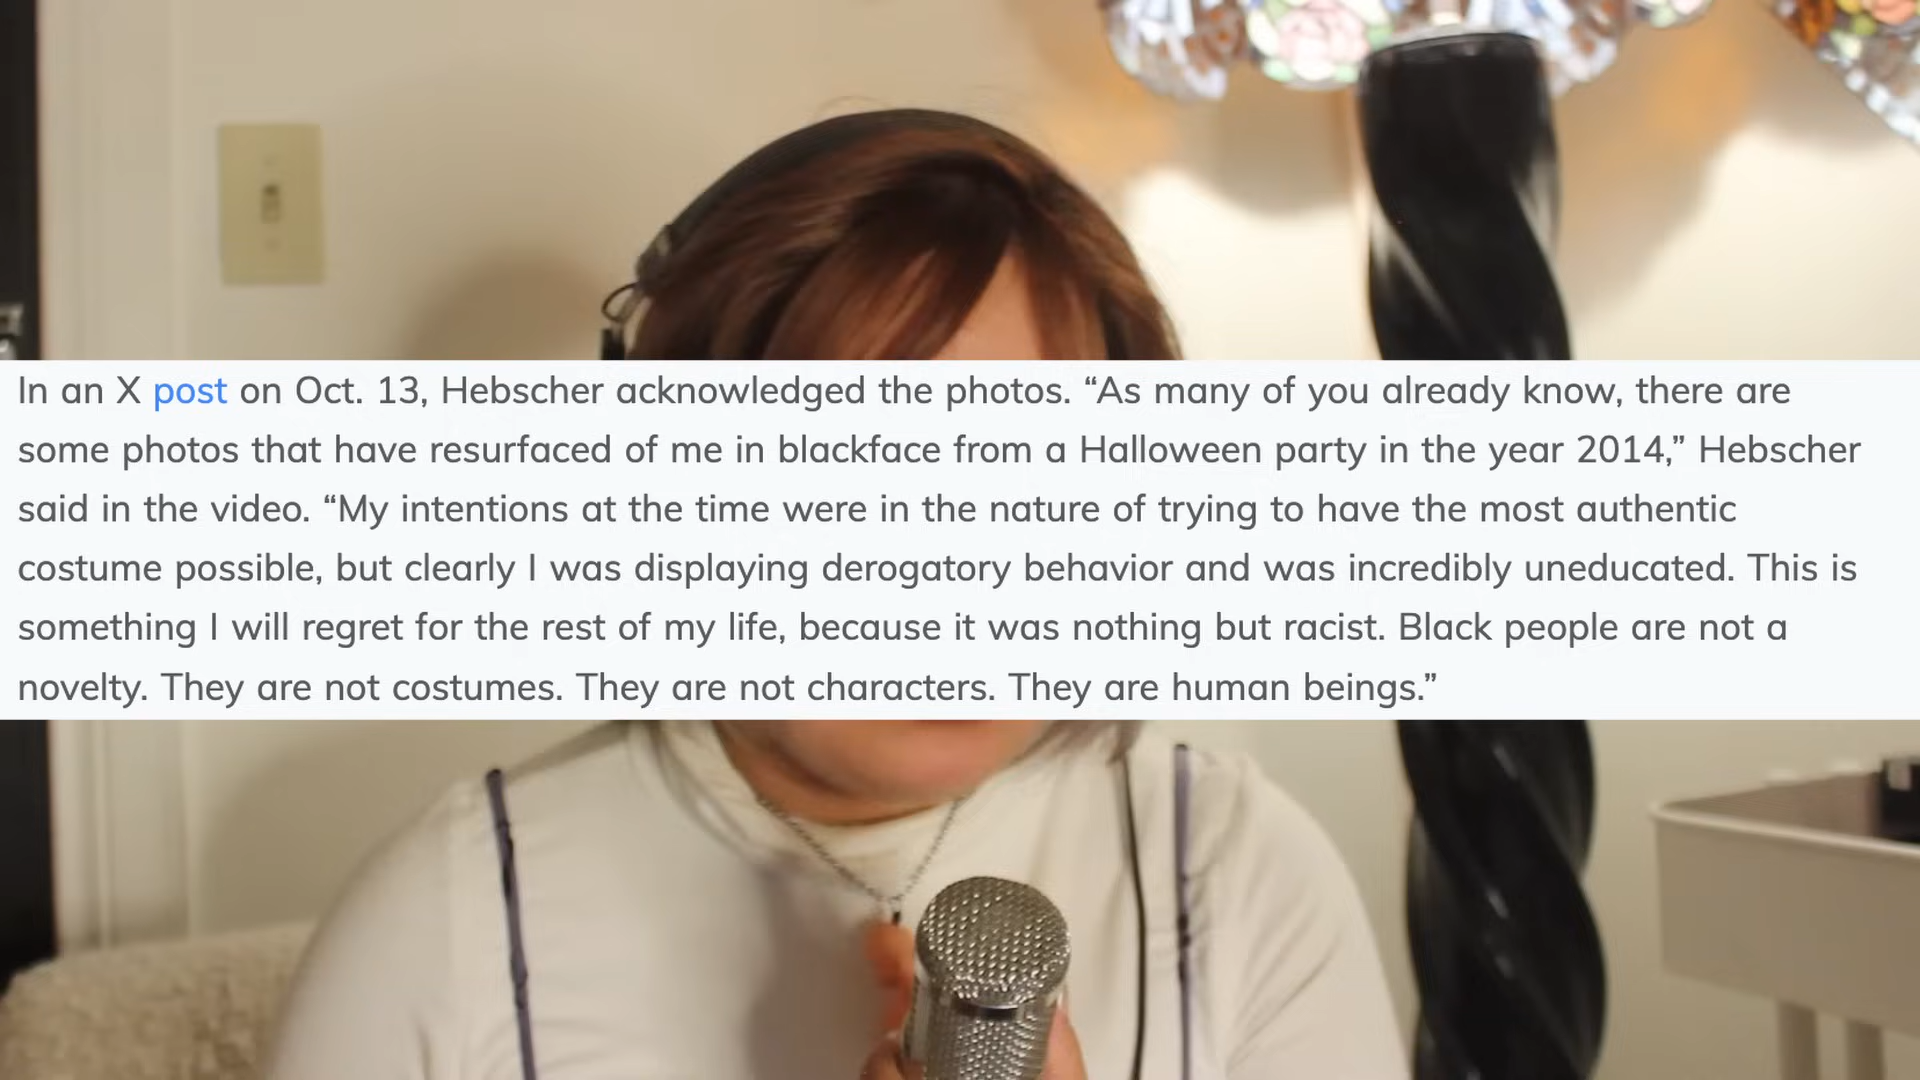 In an X post on Oct. 13, Hebscher acknowledged the photos. “As many of you already know, there are
some photos that have resurfaced of me in blackface from a Halloween party in the year 2014,” Hebscher
said in the video. “My intentions at the time were in the nature of trying to have the most authentic
costume possible, but clearly I was displaying derogatory behavior and was incredibly uneducated. This is
something I will regret for the rest of my life, because it was nothing but racist. Black people are not a
novelty. They are not costumes. They are not characters. They are human beings.”